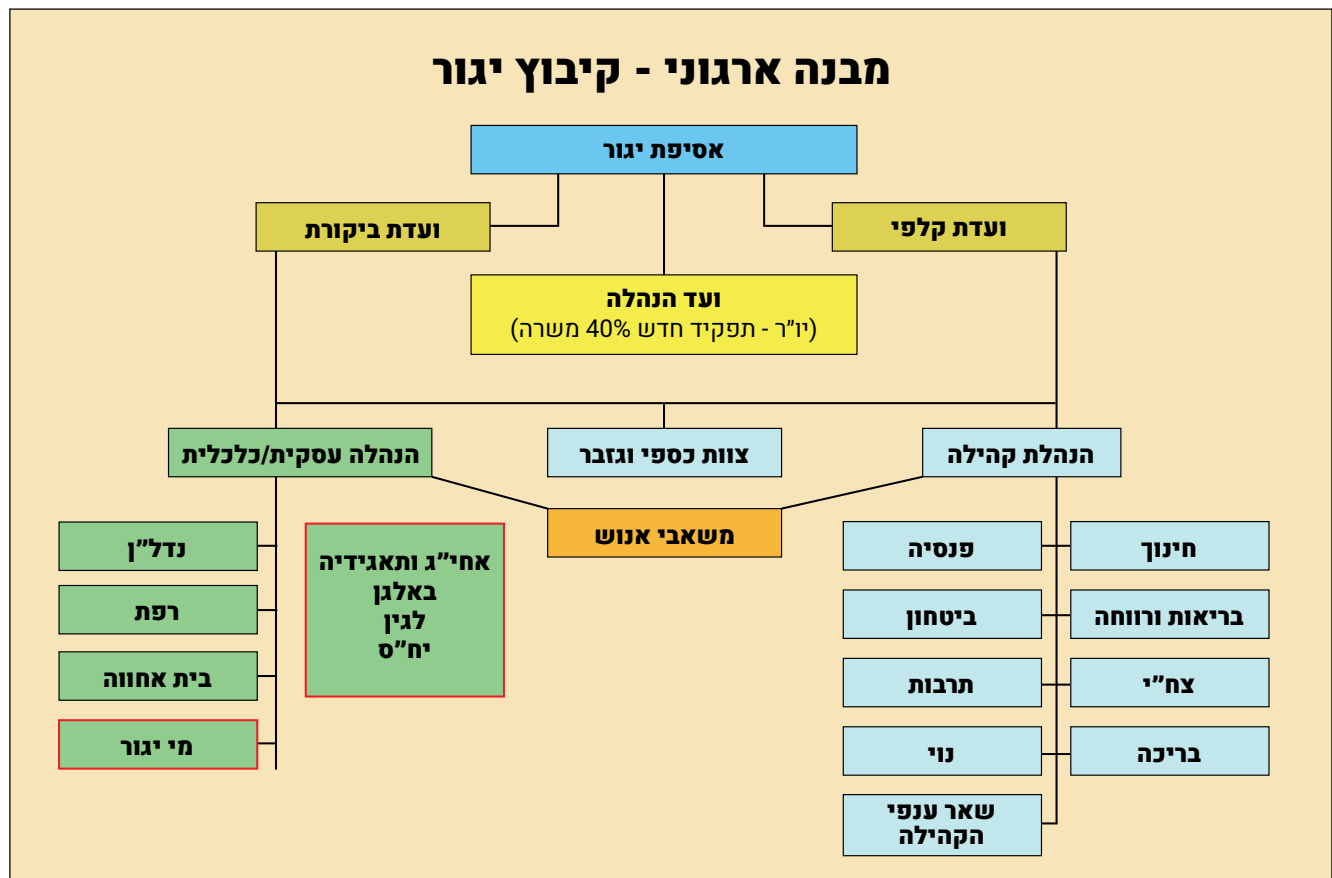 מבנה ארגוני - קיבוץ יגור
אסיפת יגור
ועדת קלפי
ועדת ביקורת
ועד הנהלה
(יו״ר - תפקיד חדש 40% משרה)
הנהלת קהילה
צוות כספי וגזבר
הנהלה עסקית/כלכלית
משאבי אנוש
חינוך
פנסיה
בריאות ורווחה
ביטחון
צח״י
תרבות
בריכה
נוי
שאר ענפי
הקהילה
אחי״ג ותאגידיה
באלגן
לגין
יח״ס
נדל״ן
רפת
בית אחווה
מי יגור